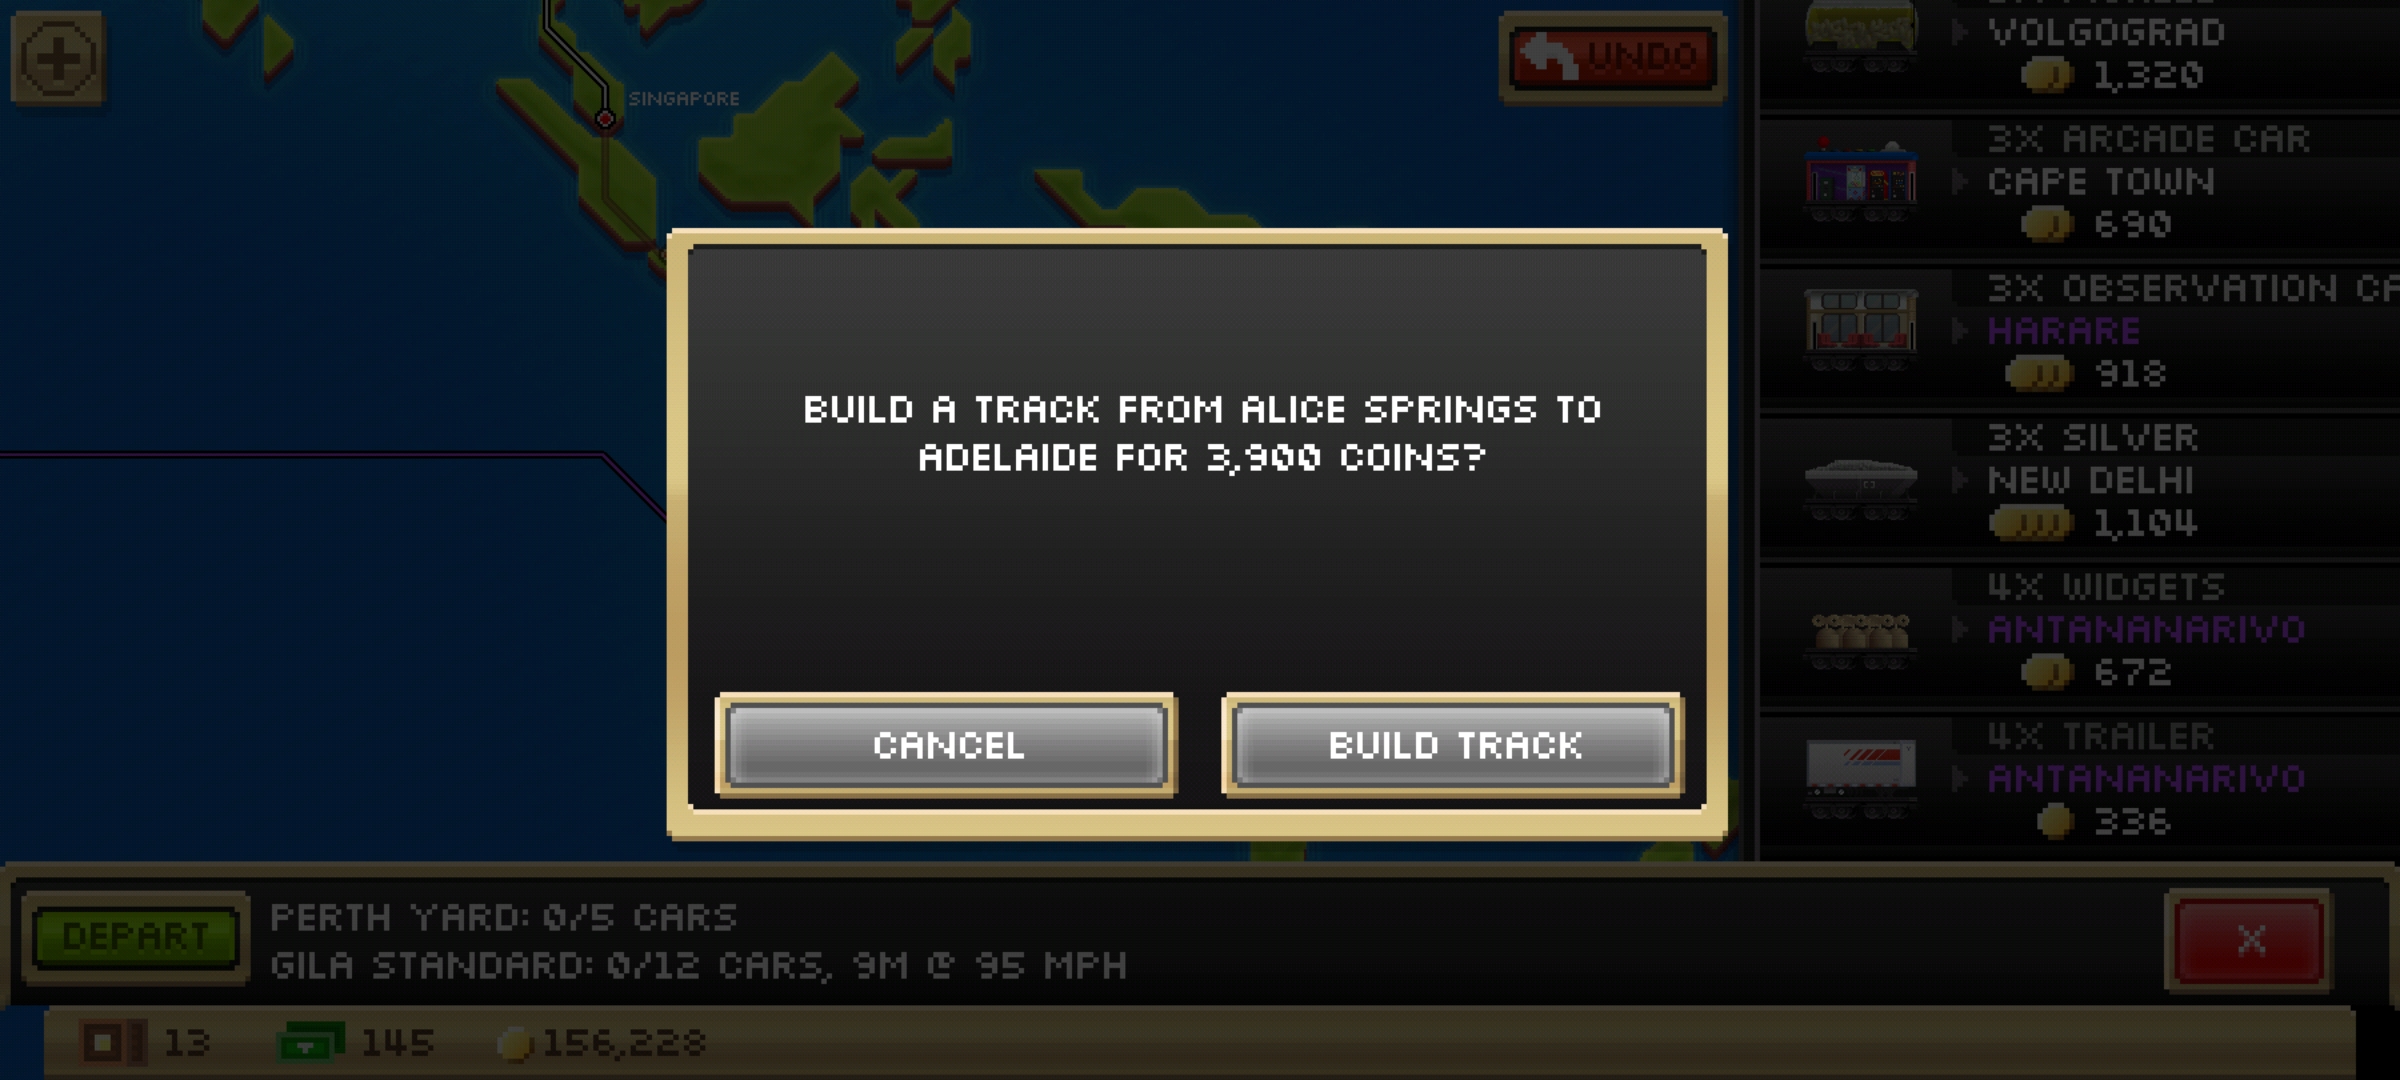 SINGAPORE
UNDO
VOLGOGRAD
1,320
3X ARCADE CAR
CAPE TOWN
690
3X OBSERVATION
HARARE
918
3X SILVER
NEW DELHI
1,104
4X WIDGETS
ANTANANARIVO
672
4X TRAILER
ANTANANARIVO
336
BUILD A TRACK FROM ALICE SPRINGS TO
ADELAIDE FOR 3,900 COINS?
CANCEL
BUILD TRACK
DEPART
PERTH YARD: 0/5 CARS
GILA STANDARD: 0/12 CARS, 9M @ 95 MPH
X
13
145
156,228